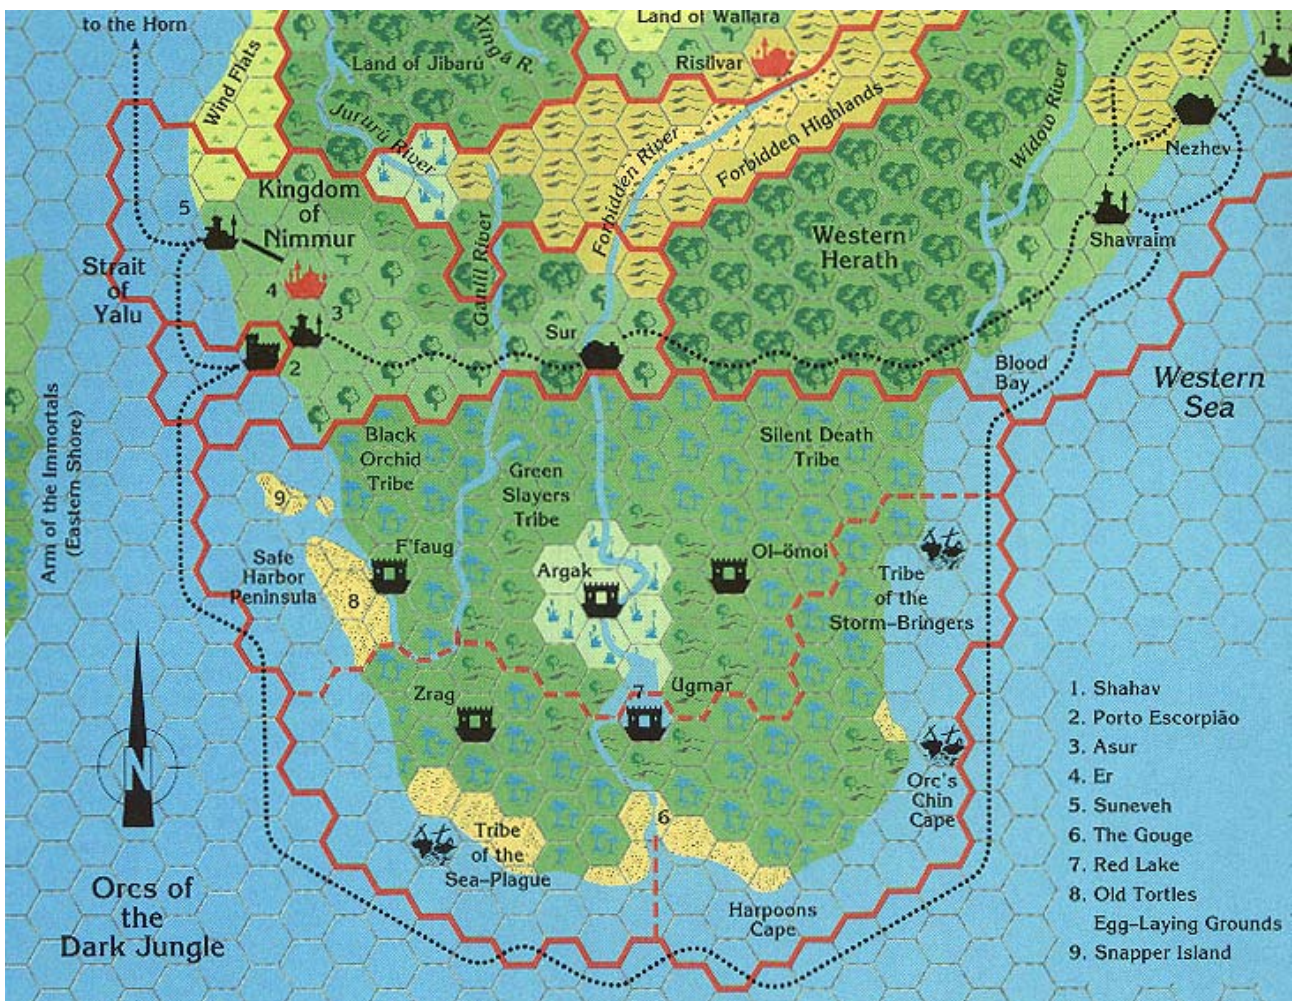 to the Horn
Wind Flats
Land of Jibarú
Xingá R.
Land of Wallara
Risilvar
Jururú River
Forbidden River
Forbidden Highlands
Widow River
1
Nezhev
Kingdom
of
Nimmur
5
Shavraim
Western
Herath
Strait
of
Yalu
4
3
2
Ganill River
Sur
Blood
Bay
Western
Sea
Arm of the Immortals
(Eastern Shore)
Black
Orchid
Tribe
Green
Slayers
Tribe
Silent Death
Tribe
9
Safe
Harbor
Peninsula
F'faug
8
Argak
Ol-ömoi
Tribe
of the
Storm-Bringers
Zrag
7
Ugmar
Orc's
Chin
Cape
6
Tribe
of the
Sea-Plague
Harpoons
Cape
N
Orcs of
the
Dark Jungle
1. Shahav
2. Porto Escorpião
3. Asur
4. Er
5. Suneveh
6. The Gouge
7. Red Lake
8. Old Tortles
Egg-Laying Grounds
9. Snapper Island